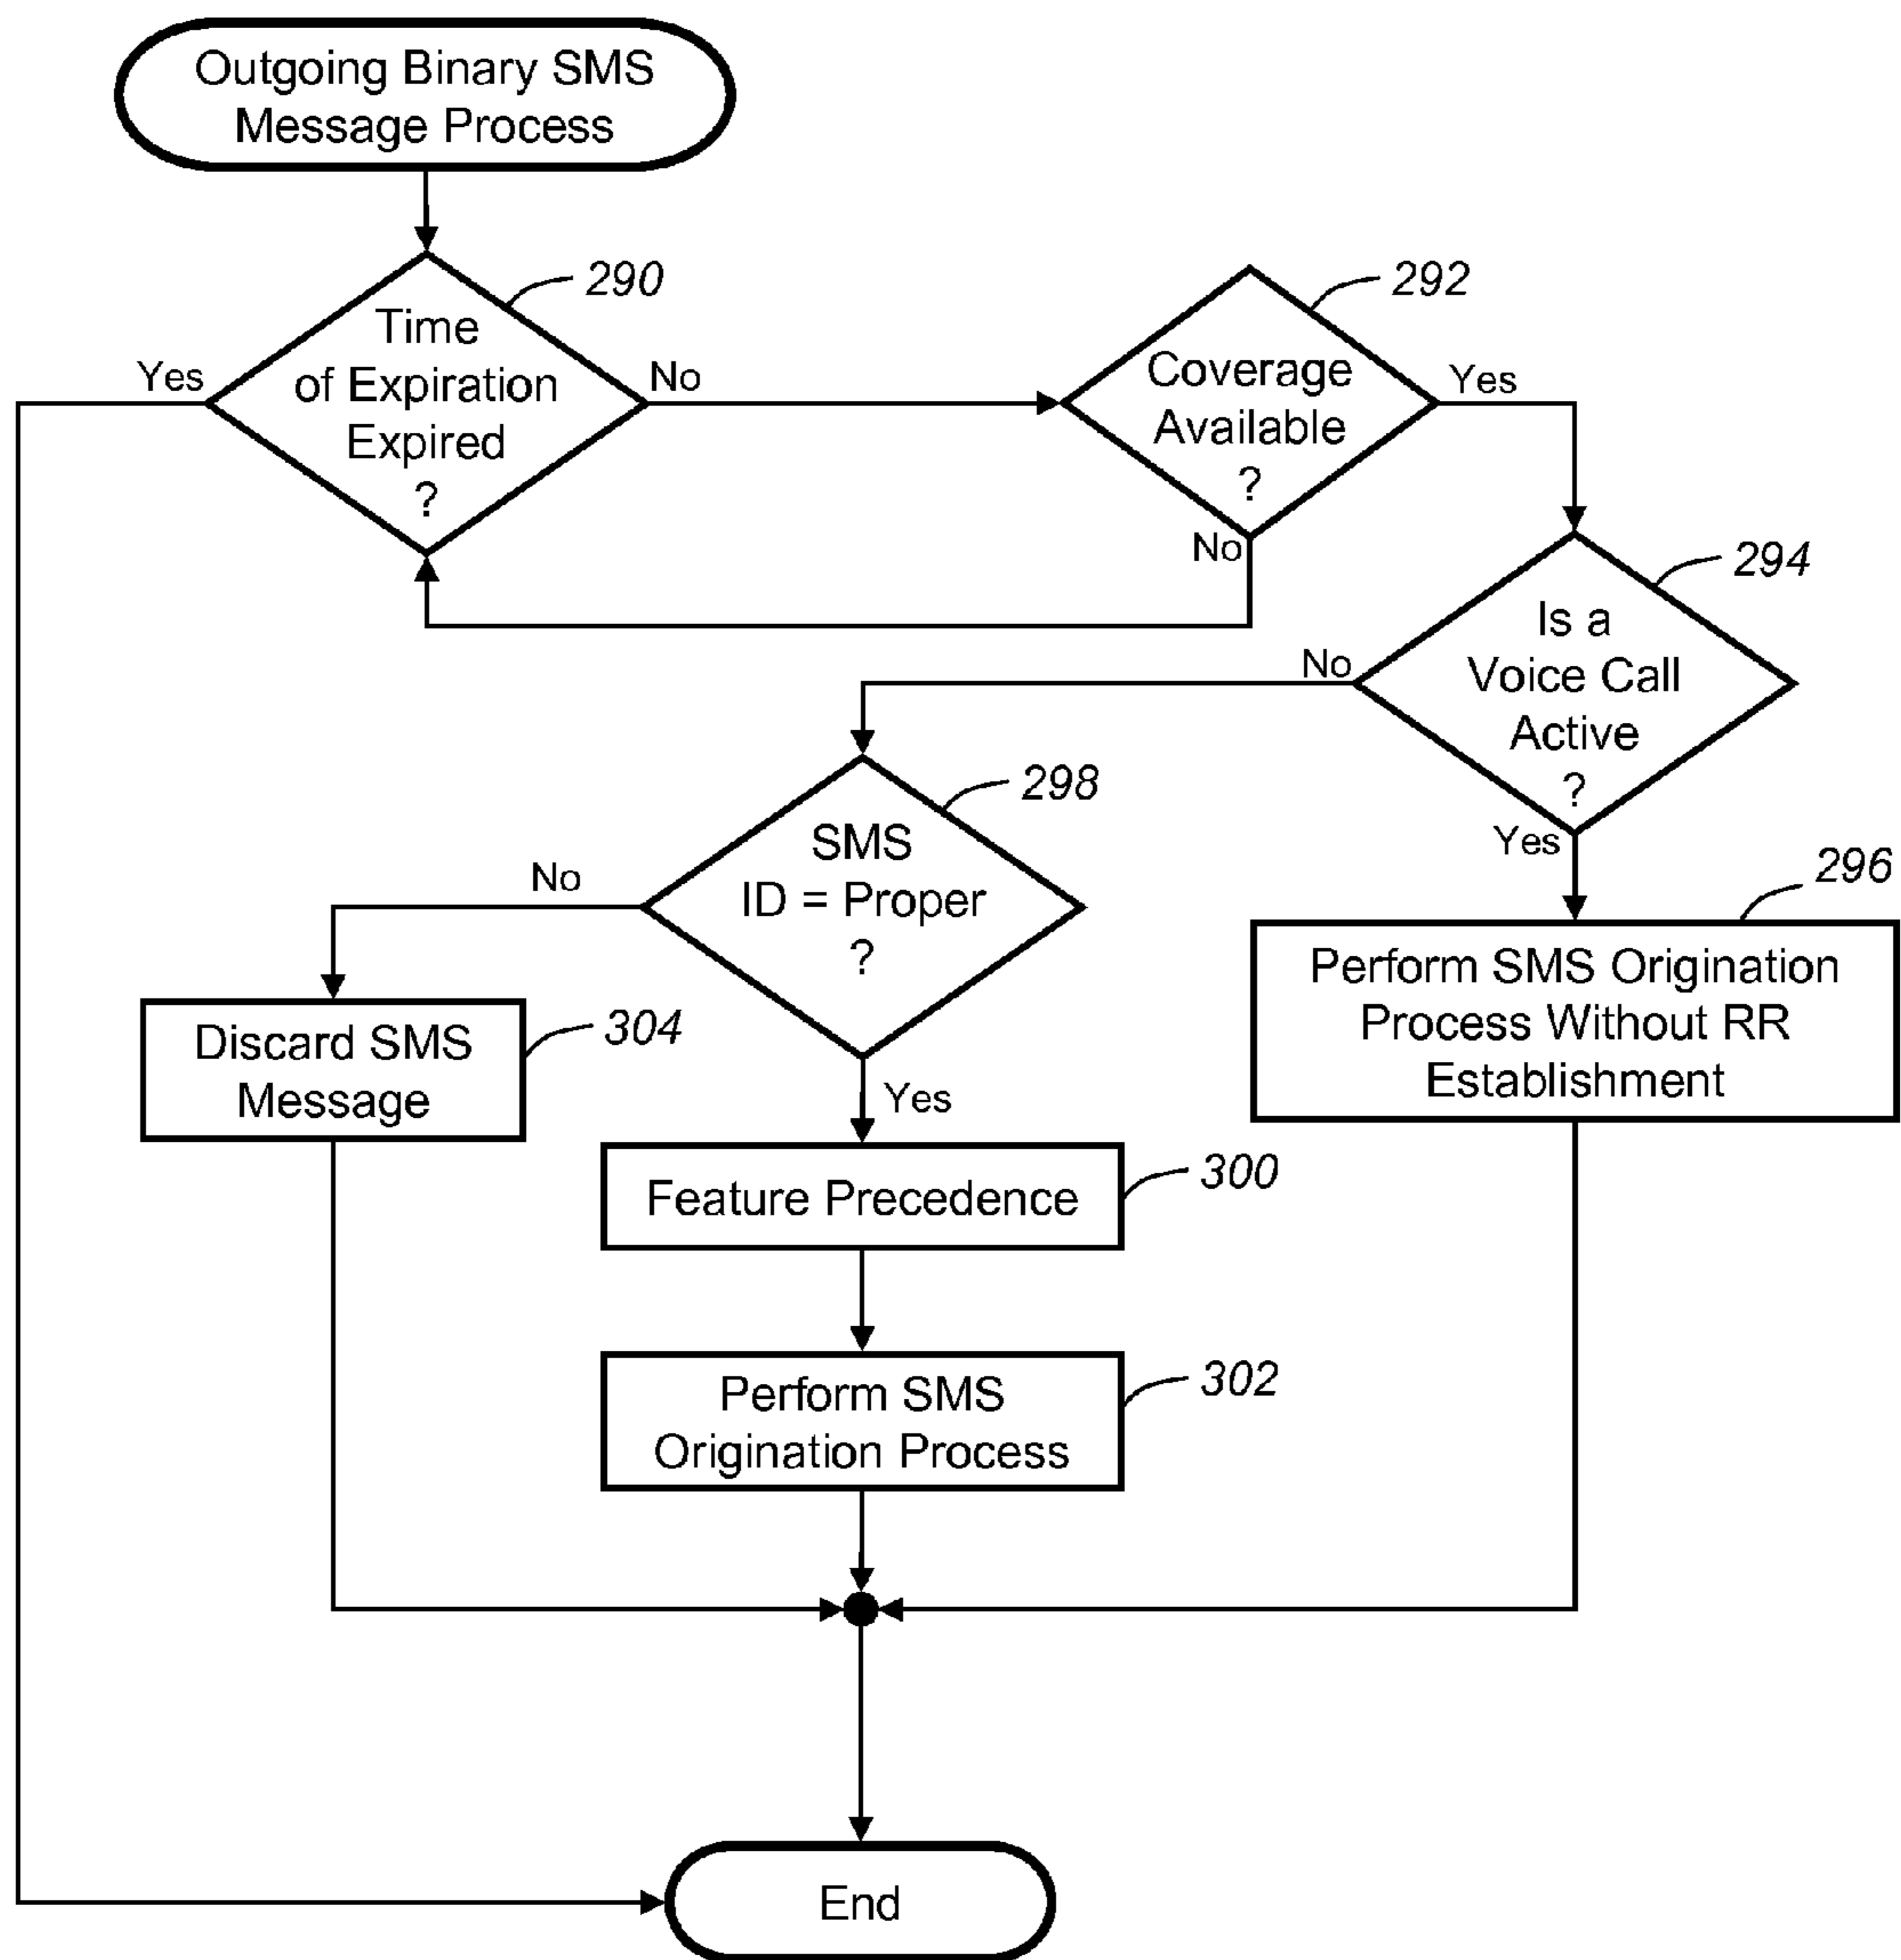 Outgoing Binary SMS
Message Process
290
Time
of Expiration
Expired
?
Yes
No
292
Coverage
Available
?
Yes
No
294
Is a
Voice Call
Active
?
No
Yes
296
Perform SMS Origination
Process Without RR
Establishment
298
SMS
ID = Proper
?
No
Yes
304
Discard SMS
Message
300
Feature Precedence
302
Perform SMS
Origination Process
End